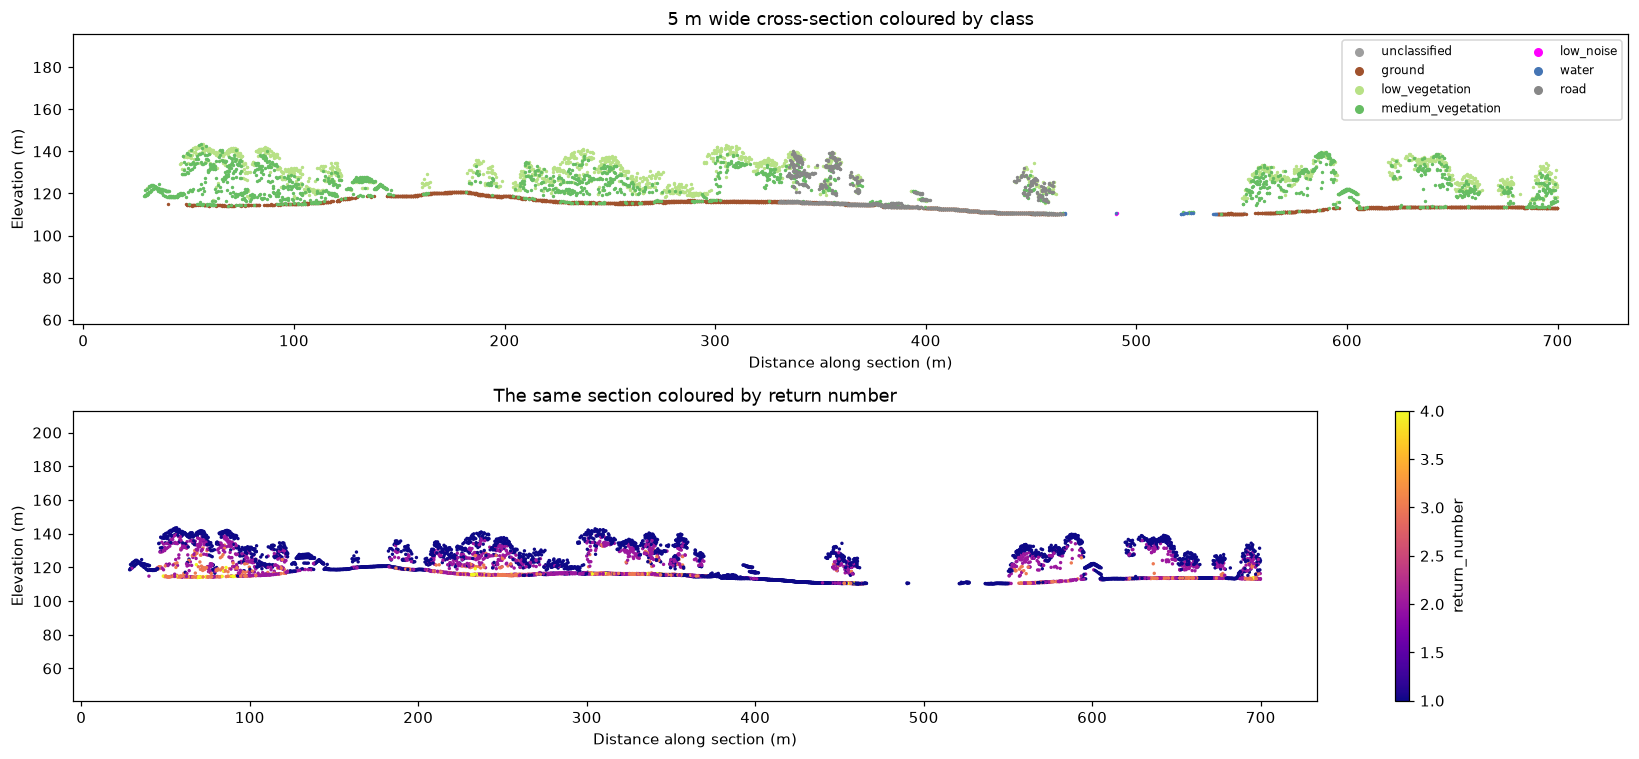 5 m wide cross-section coloured by class
Elevation (m)
180
160
140
120
100
80
60
unclassified
ground
low_vegetation
medium_vegetation
low_noise
water
road
0 100 200 300 400 500 600 700
Distance along section (m)
The same section coloured by return number
Elevation (m)
200
180
160
140
120
100
80
60
0 100 200 300 400 500 600 700
Distance along section (m)
4.0
3.5
3.0
2.5
2.0
1.5
1.0
return_number